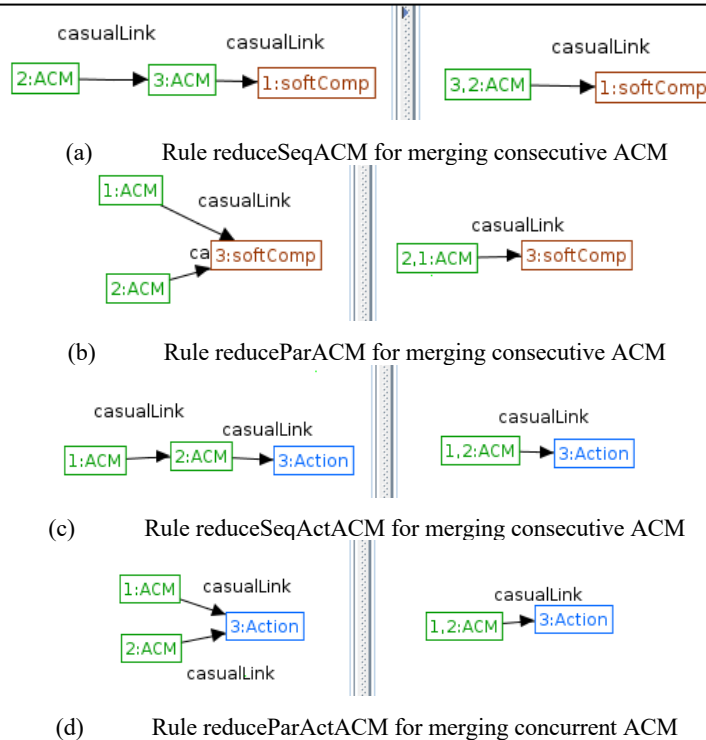 casualLink
casualLink
2:ACM
3:ACM
1:softComp
casualLink
3,2:ACM
1:softComp
(a) Rule reduceSeqACM for merging consecutive ACM
1:ACM
casualLink
ca
3:softComp
2:ACM
casualLink
2,1:ACM
3:softComp
(b) Rule reduceParACM for merging consecutive ACM
casualLink
casualLink
1:ACM
2:ACM
3:Action
casualLink
1,2:ACM
3:Action
(c) Rule reduceSeqActACM for merging consecutive ACM
1:ACM
casualLink
3:Action
2:ACM
casualLink
casualLink
1,2:ACM
3:Action
(d) Rule reduceParActACM for merging concurrent ACM